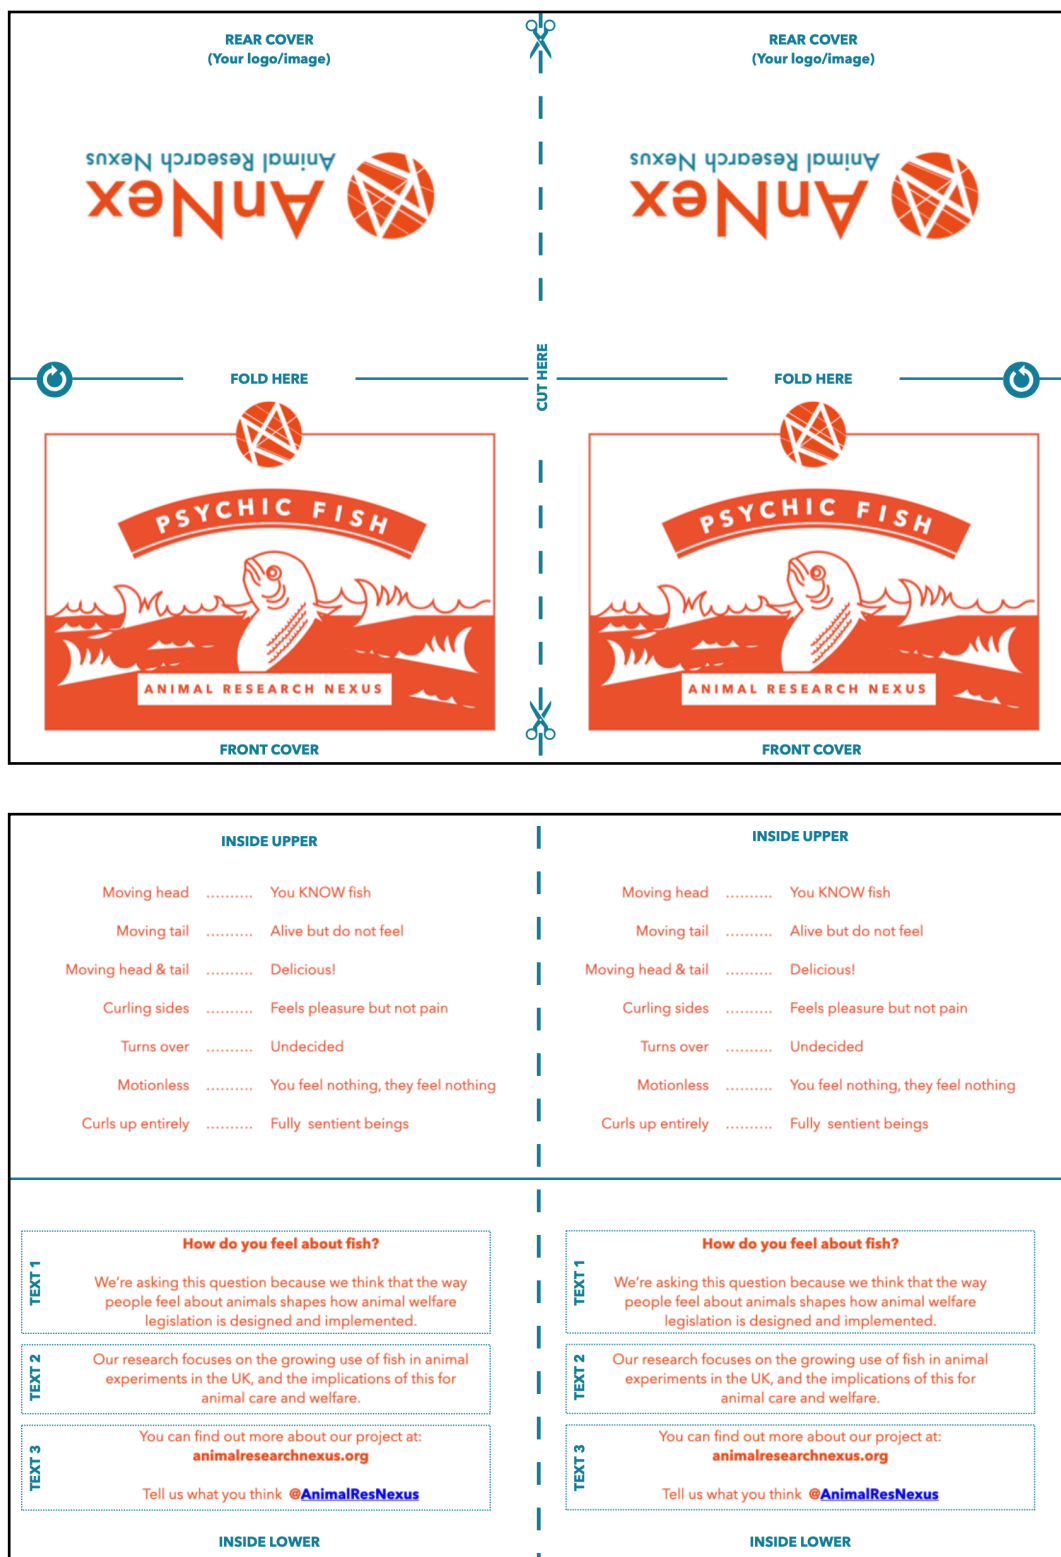 REAR COVER
(Your logo/image)
AnNex
Animal Research Nexus
REAR COVER
(Your logo/image)
AnNex
Animal Research Nexus
FOLD HERE
CUT HERE
FOLD HERE
PSYCHIC FISH
ANIMAL RESEARCH NEXUS
FRONT COVER
PSYCHIC FISH
ANIMAL RESEARCH NEXUS
FRONT COVER
INSIDE UPPER
Moving head .......... You KNOW fish
Moving tail .......... Alive but do not feel
Moving head & tail .......... Delicious!
Curling sides .......... Feels pleasure but not pain
Turns over .......... Undecided
Motionless .......... You feel nothing, they feel nothing
Curls up entirely .......... Fully sentient beings
INSIDE UPPER
Moving head .......... You KNOW fish
Moving tail .......... Alive but do not feel
Moving head & tail .......... Delicious!
Curling sides .......... Feels pleasure but not pain
Turns over .......... Undecided
Motionless .......... You feel nothing, they feel nothing
Curls up entirely .......... Fully sentient beings
TEXT 1
How do you feel about fish?
We're asking this question because we think that the way
people feel about animals shapes how animal welfare
legislation is designed and implemented.
TEXT 2
Our research focuses on the growing use of fish in animal
experiments in the UK, and the implications of this for
animal care and welfare.
TEXT 3
You can find out more about our project at:
animalresearchnexus.org
Tell us what you think @AnimalResNexus
INSIDE LOWER
TEXT 1
How do you feel about fish?
We're asking this question because we think that the way
people feel about animals shapes how animal welfare
legislation is designed and implemented.
TEXT 2
Our research focuses on the growing use of fish in animal
experiments in the UK, and the implications of this for
animal care and welfare.
TEXT 3
You can find out more about our project at:
animalresearchnexus.org
Tell us what you think @AnimalResNexus
INSIDE LOWER